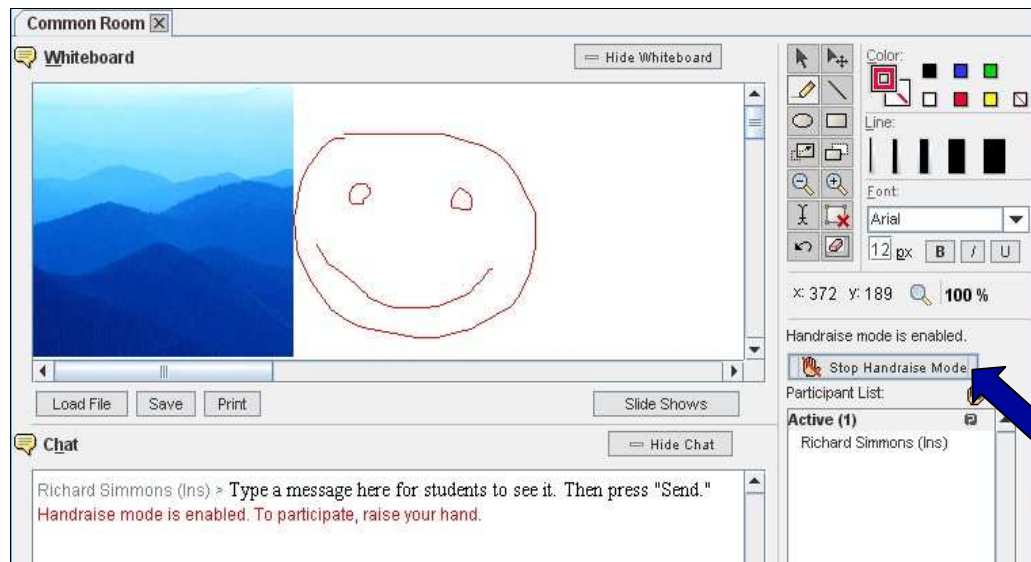 Common Room
Whiteboard
Hide Whiteboard
Color:
Line:
Font:
Arial
12 px B I U
x: 372 y: 189 100 %
Handraise mode is enabled.
Stop Handraise Mode
Participant List:
Active (1)
Richard Simmons (Ins)
Load File Save Print Slide Shows
Chat
Hide Chat
Richard Simmons (Ins) > Type a message here for students to see it. Then press "Send."
Handraise mode is enabled. To participate, raise your hand.